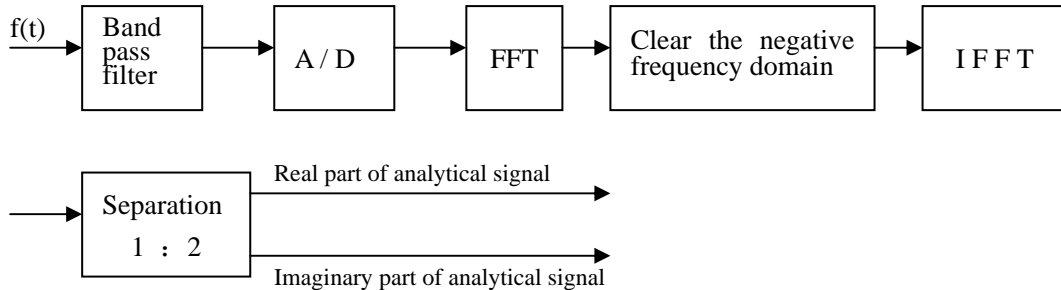 f(t)
Band
pass
filter
A / D
FFT
Clear the negative
frequency domain
I F F T
Separation
1 : 2
Real part of analytical signal
Imaginary part of analytical signal